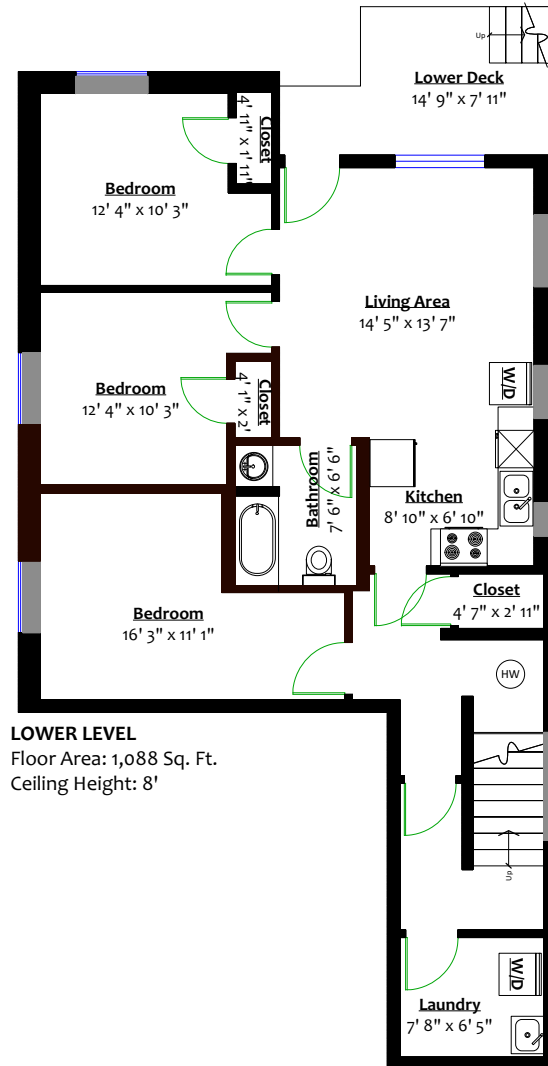 Up
Lower Deck
14' 9" x 7' 11"
Closet
4' 11" x 1' 11"
Bedroom
12' 4" x 10' 3"
Living Area
14' 5" x 13' 7"
Bedroom
12' 4" x 10' 3"
Closet
4' 1" x 2'
W/D
Bathroom
7' 6" x 6' 6"
Kitchen
8' 10" x 6' 10"
Closet
4' 7" x 2' 11"
Bedroom
16' 3" x 11' 1"
HW
LOWER LEVEL
Floor Area: 1,088 Sq. Ft.
Ceiling Height: 8'
Up
W/D
Laundry
7' 8" x 6' 5"